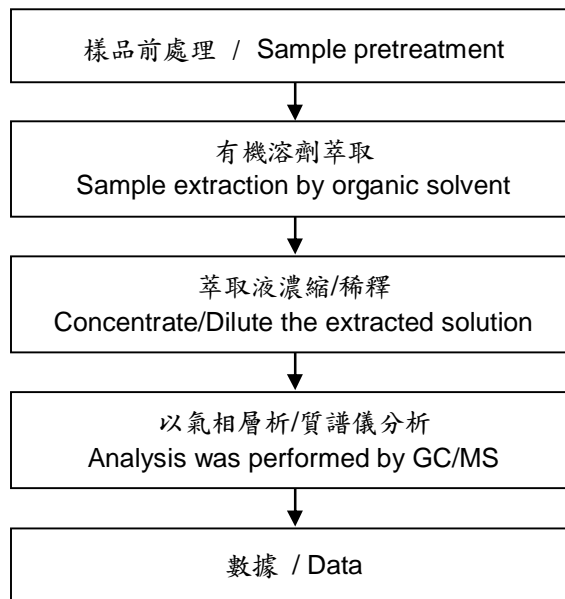 樣品前處理 / Sample pretreatment
有機溶劑萃取
Sample extraction by organic solvent
萃取液濃縮/稀釋
Concentrate/Dilute the extracted solution
以氣相層析/質譜儀分析
Analysis was performed by GC/MS
數據 / Data